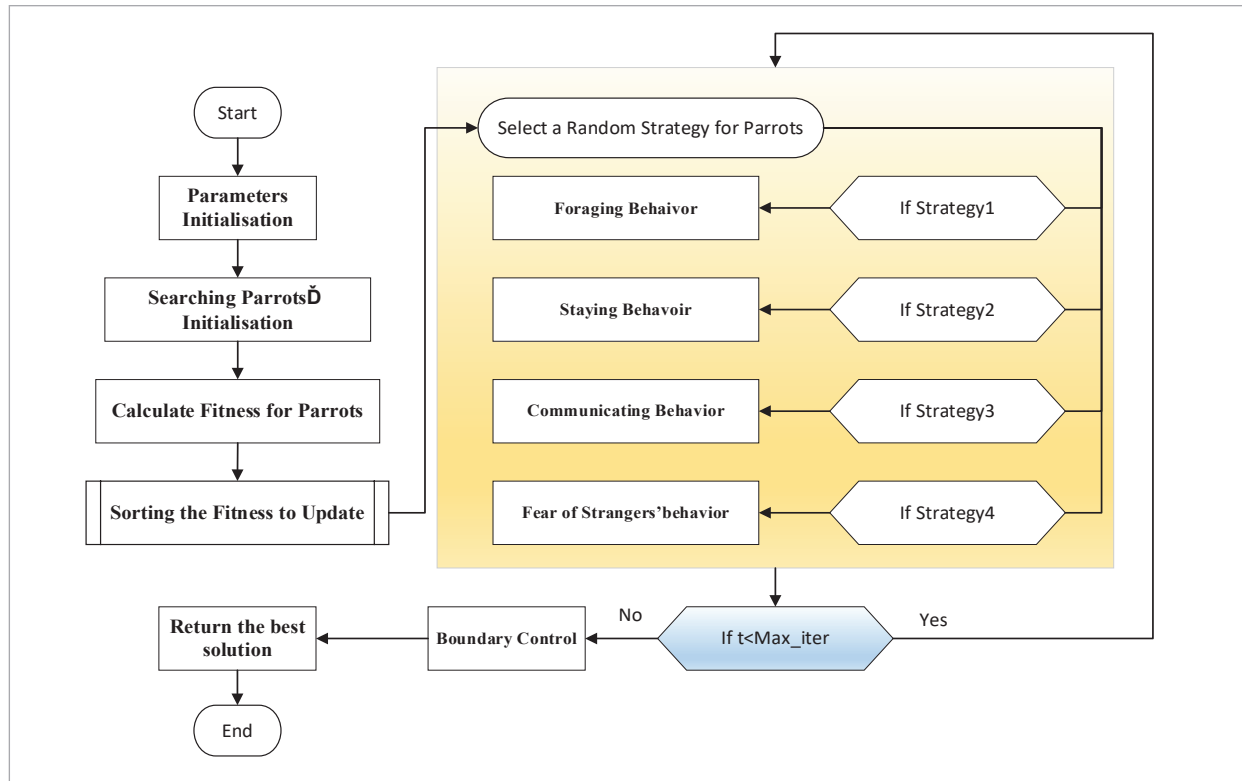 Start
Parameters
Initialisation
Searching ParrotsĎ
Initialisation
Calculate Fitness for Parrots
Sorting the Fitness to Update
Select a Random Strategy for Parrots
Foraging Behaivor
If Strategy1
Staying Behavoir
If Strategy2
Communicating Behavior
If Strategy3
Fear of Strangers’behavior
If Strategy4
If t<Max_iter
Yes
No
Boundary Control
Return the best
solution
End